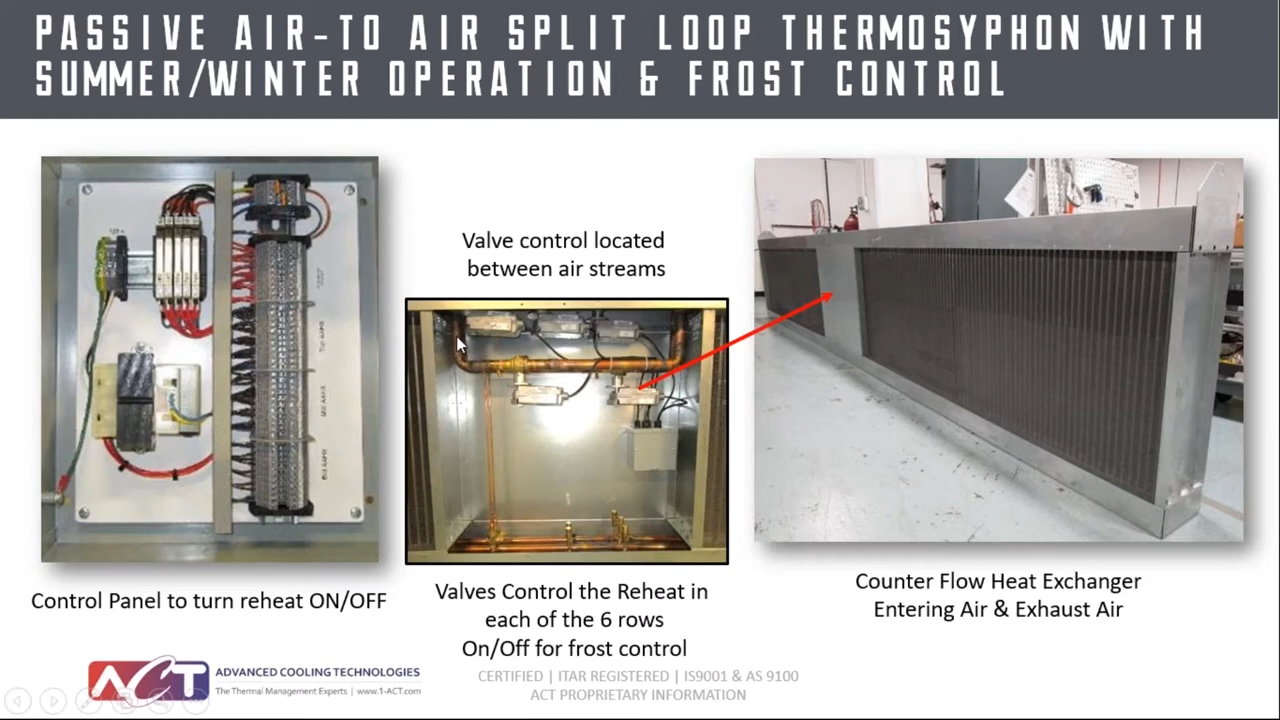 PASSIVE AIR-TO AIR SPLIT LOOP THERMOSYPHON WITH
SUMMER/WINTER OPERATION & FROST CONTROL
Valve control located
between air streams
Control Panel to turn reheat ON/OFF
Valves Control the Reheat in
each of the 6 rows
On/Off for frost control
Counter Flow Heat Exchanger
Entering Air & Exhaust Air
ACT
ADVANCED COOLING TECHNOLOGIES
The Thermal Management Experts | www.1-ACT.com
CERTIFIED | ITAR REGISTERED | IS9001 & AS 9100
ACT PROPRIETARY INFORMATION